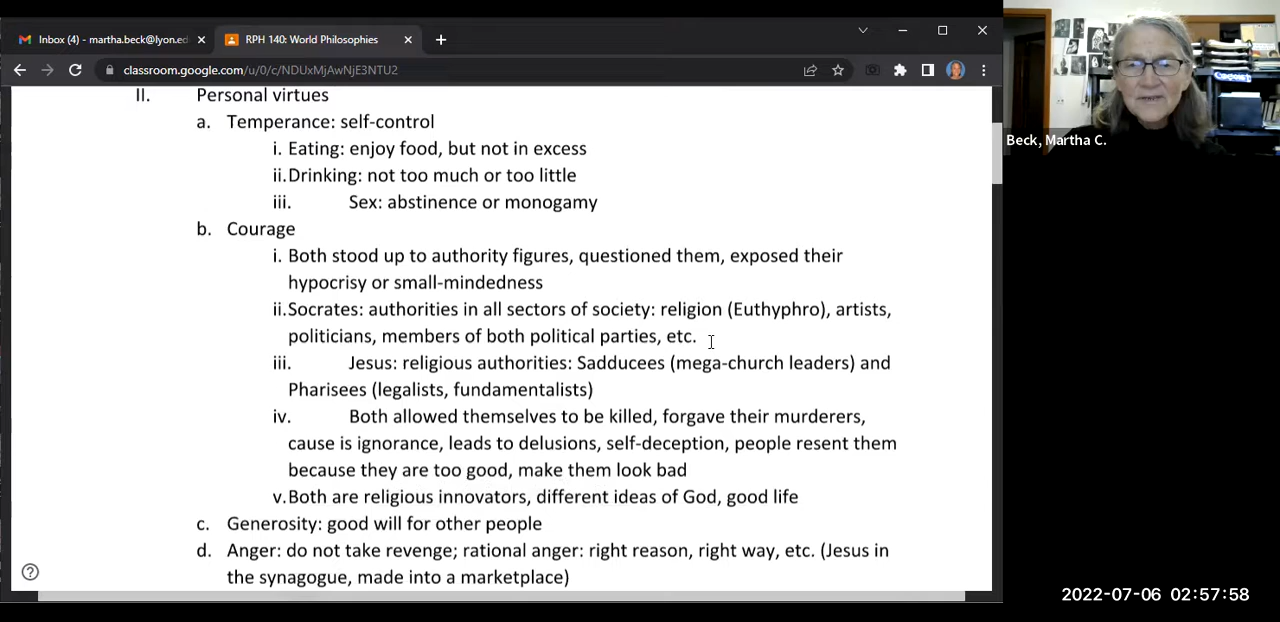 Inbox (4) - martha.beck@lyon.ed
RPH 140: World Philosophies
classroom.google.com/u/0/c/NDUxMjAwNjE3NTU2
II. Personal virtues
a. Temperance: self-control
i. Eating: enjoy food, but not in excess
ii. Drinking: not too much or too little
iii. Sex: abstinence or monogamy
b. Courage
i. Both stood up to authority figures, questioned them, exposed their
hypocrisy or small-mindedness
ii. Socrates: authorities in all sectors of society: religion (Euthyphro), artists,
politicians, members of both political parties, etc.
iii. Jesus: religious authorities: Sadducees (mega-church leaders) and
Pharisees (legalists, fundamentalists)
iv. Both allowed themselves to be killed, forgave their murderers,
cause is ignorance, leads to delusions, self-deception, people resent them
because they are too good, make them look bad
v. Both are religious innovators, different ideas of God, good life
c. Generosity: good will for other people
d. Anger: do not take revenge; rational anger: right reason, right way, etc. (Jesus in
the synagogue, made into a marketplace)
Beck, Martha C.
2022-07-06 02:57:58